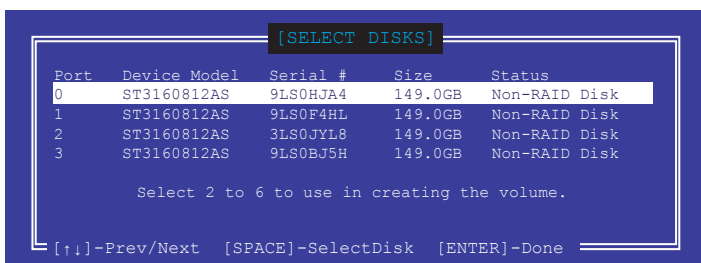 [SELECT DISKS]
Port Device Model Serial # Size Status
0 ST3160812AS 9LS0HJA4 149.0GB Non-RAID Disk
1 ST3160812AS 9LS0F4HL 149.0GB Non-RAID Disk
2 ST3160812AS 3LS0JYL8 149.0GB Non-RAID Disk
3 ST3160812AS 9LS0BJ5H 149.0GB Non-RAID Disk
Select 2 to 6 to use in creating the volume.
[↑↓]-Prev/Next [SPACE]-SelectDisk [ENTER]-Done